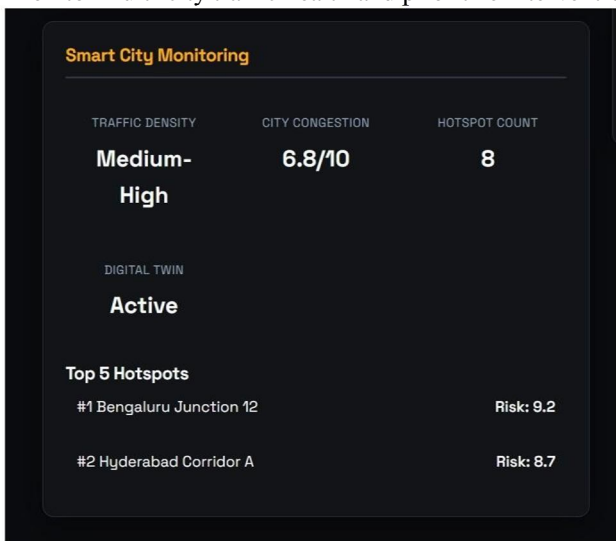 Smart City Monitoring
TRAFFIC DENSITY CITY CONGESTION HOTSPOT COUNT
Medium- 6.8/10 8
High
DIGITAL TWIN
Active
Top 5 Hotspots
#1 Bengaluru Junction 12 Risk: 9.2
#2 Hyderabad Corridor A Risk: 8.7